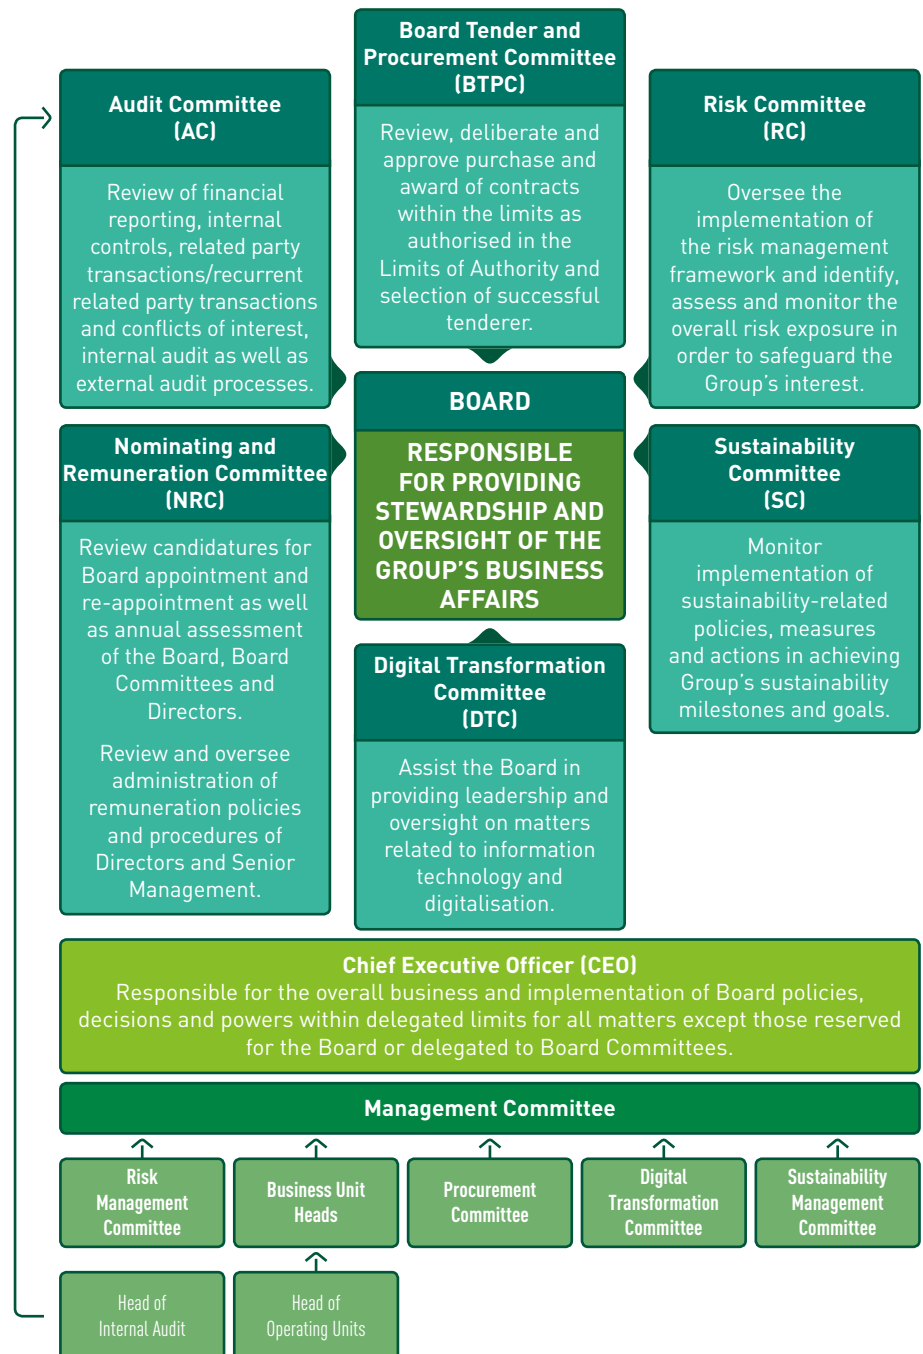 Board Tender and
Procurement Committee
(BTPC)
Review, deliberate and
approve purchase and
award of contracts
within the limits as
authorised in the
Limits of Authority and
selection of successful
tenderer.
Audit Committee
(AC)
Review of financial
reporting, internal
controls, related party
transactions/recurrent
related party transactions
and conflicts of interest,
internal audit as well as
external audit processes.
Risk Committee
(RC)
Oversee the
implementation of
the risk management
framework and identify,
assess and monitor the
overall risk exposure in
order to safeguard the
Group's interest.
BOARD
RESPONSIBLE
FOR PROVIDING
STEWARDSHIP AND
OVERSIGHT OF THE
GROUP'S BUSINESS
AFFAIRS
Nominating and
Remuneration Committee
(NRC)
Review candidatures for
Board appointment and
re-appointment as well
as annual assessment
of the Board, Board
Committees and
Directors.
Review and oversee
administration of
remuneration policies
and procedures of
Directors and Senior
Management.
Sustainability
Committee
(SC)
Monitor
implementation of
sustainability-related
policies, measures
and actions in achieving
Group's sustainability
milestones and goals.
Digital Transformation
Committee
(DTC)
Assist the Board in
providing leadership and
oversight on matters
related to information
technology and
digitalisation.
Chief Executive Officer (CEO)
Responsible for the overall business and implementation of Board policies,
decisions and powers within delegated limits for all matters except those reserved
for the Board or delegated to Board Committees.
Management Committee
Risk
Management
Committee
Business Unit
Heads
Procurement
Committee
Digital
Transformation
Committee
Sustainability
Management
Committee
Head of
Internal Audit
Head of
Operating Units